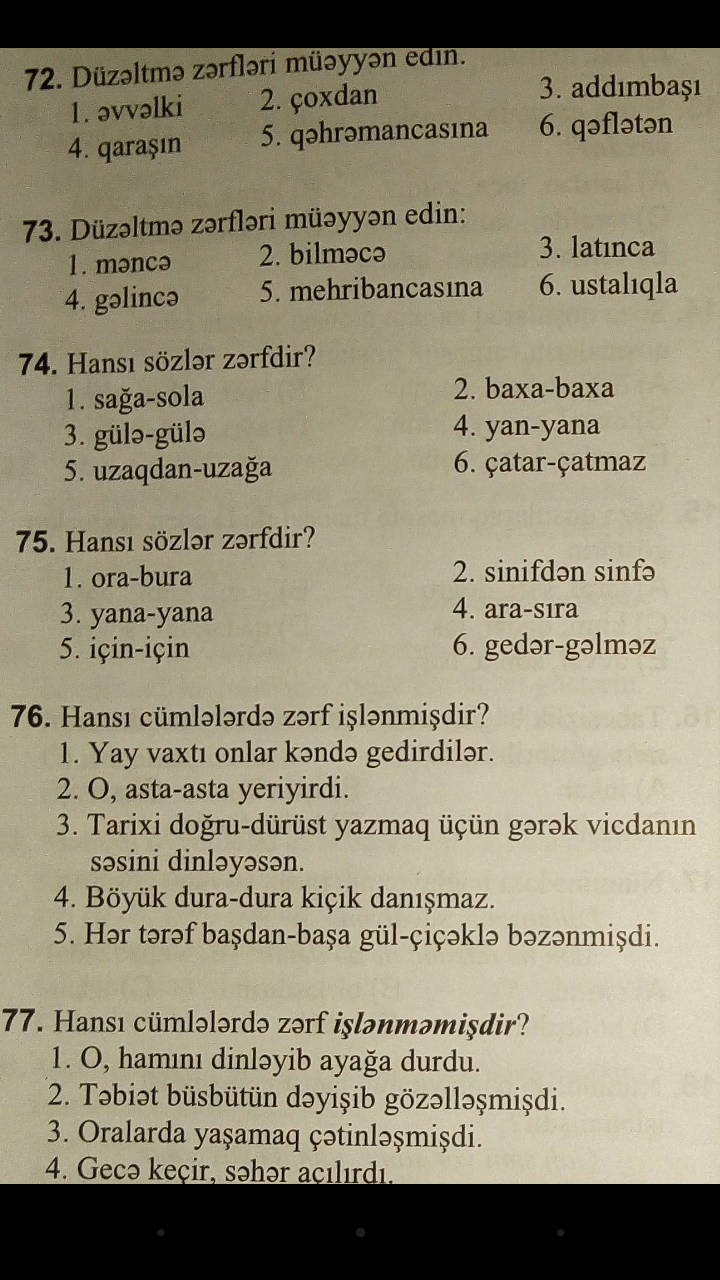 72. Düzəltmə zərfləri müəyyən edin.
1. əvvəlki 2. çoxdan 3. addımbaşı
4. qaraşın 5. qəhrəmancasına 6. qəflətən
73. Düzəltmə zərfləri müəyyən edin:
1. məncə 2. bilməcə 3. latınca
4. gəlincə 5. mehribancasına 6. ustalıqla
74. Hansı sözlər zərfdir?
1. sağa-sola 2. baxa-baxa
3. gülə-gülə 4. yan-yana
5. uzaqdan-uzağa 6. çatar-çatmaz
75. Hansı sözlər zərfdir?
1. ora-bura 2. sinifdən sinfə
3. yana-yana 4. ara-sıra
5. için-için 6. gedər-gəlməz
76. Hansı cümlələrdə zərf işlənmişdir?
1. Yay vaxtı onlar kəndə gedirdilər.
2. O, asta-asta yeriyirdi.
3. Tarixi doğru-dürüst yazmaq üçün gərək vicdanın
səsini dinləyəsən.
4. Böyük dura-dura kiçik danışmaz.
5. Hər tərəf başdan-başa gül-çiçəklə bəzənmişdi.
77. Hansı cümlələrdə zərf işlənməmişdir?
1. O, hamını dinləyib ayağa durdu.
2. Təbiət büsbütün dəyişib gözəlləşmişdi.
3. Oralarda yaşamaq çətinləşmişdi.
4. Gecə keçir, səhər açılırdı.